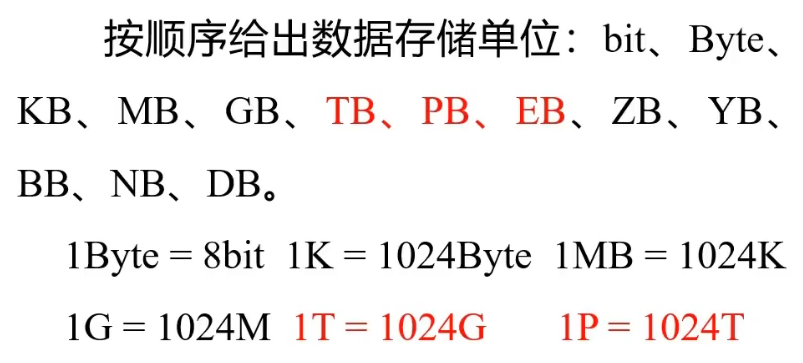 按顺序给出数据存储单位：bit、Byte、
KB、MB、GB、TB、PB、EB、ZB、YB、
BB、NB、DB。
1Byte = 8bit 1K = 1024Byte 1MB = 1024K
1G = 1024M 1T = 1024G 1P = 1024T